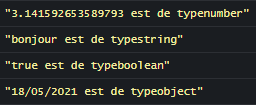 "3.141592653589793 est de typenumber"
"bonjour est de typestring"
"true est de typeboolean"
"18/05/2021 est de typeobject"